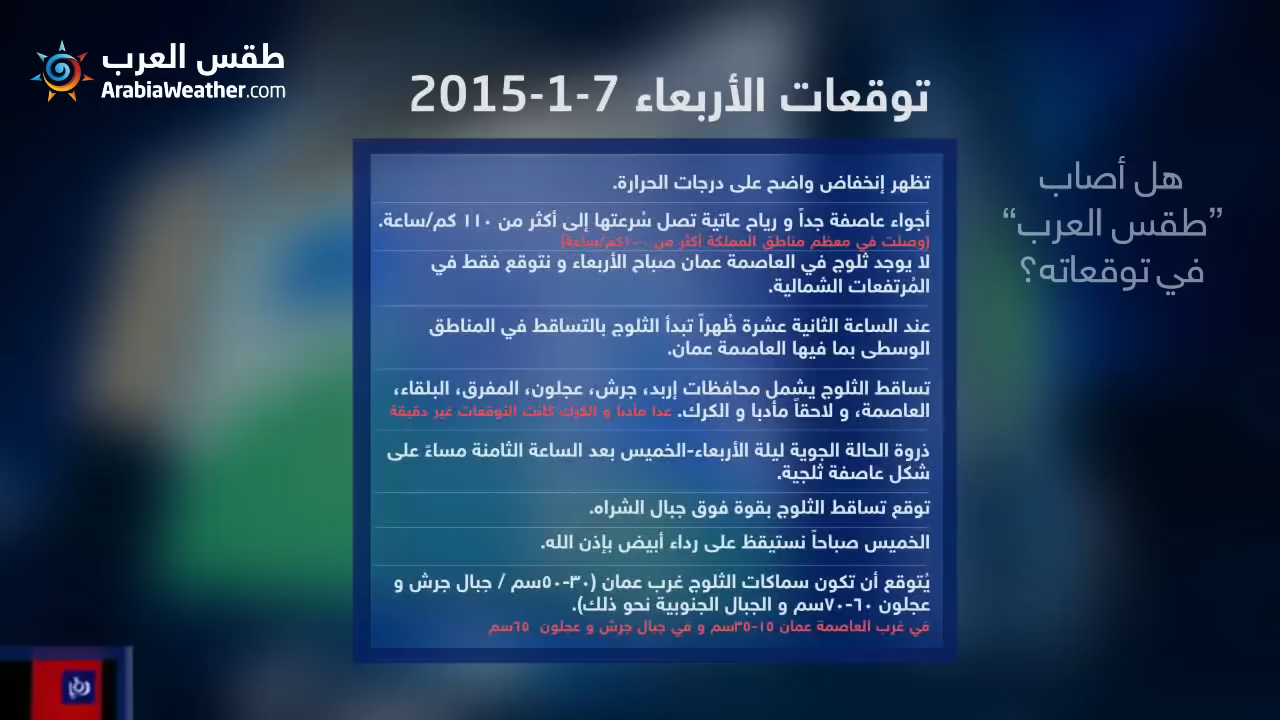 طقس العرب
ArabiaWeather.com
توقعات الأربعاء 7-1-2015
هل أصاب
“طقس العرب”
في توقعاته؟
تظهر إنخفاض واضح على درجات الحرارة.
أجواء عاصفة جداً و رياح عاتية تصل سُرعتها إلى أكثر من ١١٠ كم/ساعة.
(وصلت في معظم مناطق المملكة أكثر من ١٠٠كم/ساعة)
لا يوجد ثلوج في العاصمة عمان صباح الأربعاء و نتوقع فقط في
المُرتفعات الشمالية.
عند الساعة الثانية عشرة ظُهراً تبدأ الثلوج بالتساقط في المناطق
الوسطى بما فيها العاصمة عمان.
تساقط الثلوج يشمل محافظات إربد، جرش، عجلون، المفرق، البلقاء،
العاصمة، و لاحقاً مأدبا و الكرك. عدا مأدبا و الكرك كانت التوقعات غير دقيقة
ذروة الحالة الجوية ليلة الأربعاء-الخميس بعد الساعة الثامنة مساءً على
شكل عاصفة ثلجية.
توقع تساقط الثلوج بقوة فوق جبال الشراه.
الخميس صباحاً نستيقظ على رداء أبيض بإذن الله.
يُتوقع أن تكون سماكات الثلوج غرب عمان (٣٠-٥٠سم / جبال جرش و
عجلون ٦٠-٧٠سم و الجبال الجنوبية نحو ذلك).
في غرب العاصمة عمان ١٥-٣٥سم و في جبال جرش و عجلون ٦٥سم
رؤيا